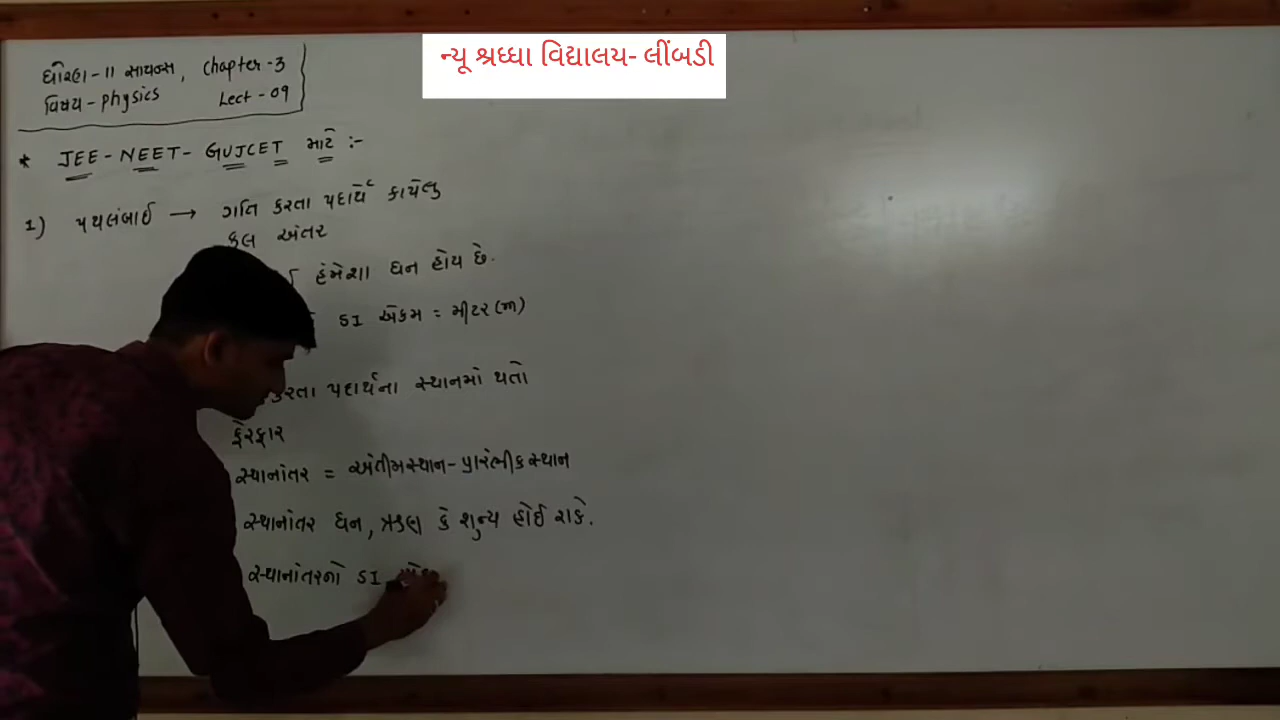 ન્યૂ શ્રધ્ધા વિદ્યાલય- લીંબડી
ધોરણ - 11 સાયન્સ, Chapter - 3
વિષય - physics Lect - 09
* JEE - NEET - GUJCET માટે :-
1) પથલંબાઈ → ગતિ કરતા પદાર્થે કાપેલુ
કુલ અંતર
હંમેશા ધન હોય છે.
SI એકમ = મીટર (m)
કરતા પદાર્થના સ્થાનમાં થતો
ફેરફાર
સ્થાનાંતર = અંતીમસ્થાન - પ્રારંભીક સ્થાન
સ્થાનાંતર ધન, ઋણ કે શુન્ય હોઈ શકે.
સ્થાનાંતરનો SI